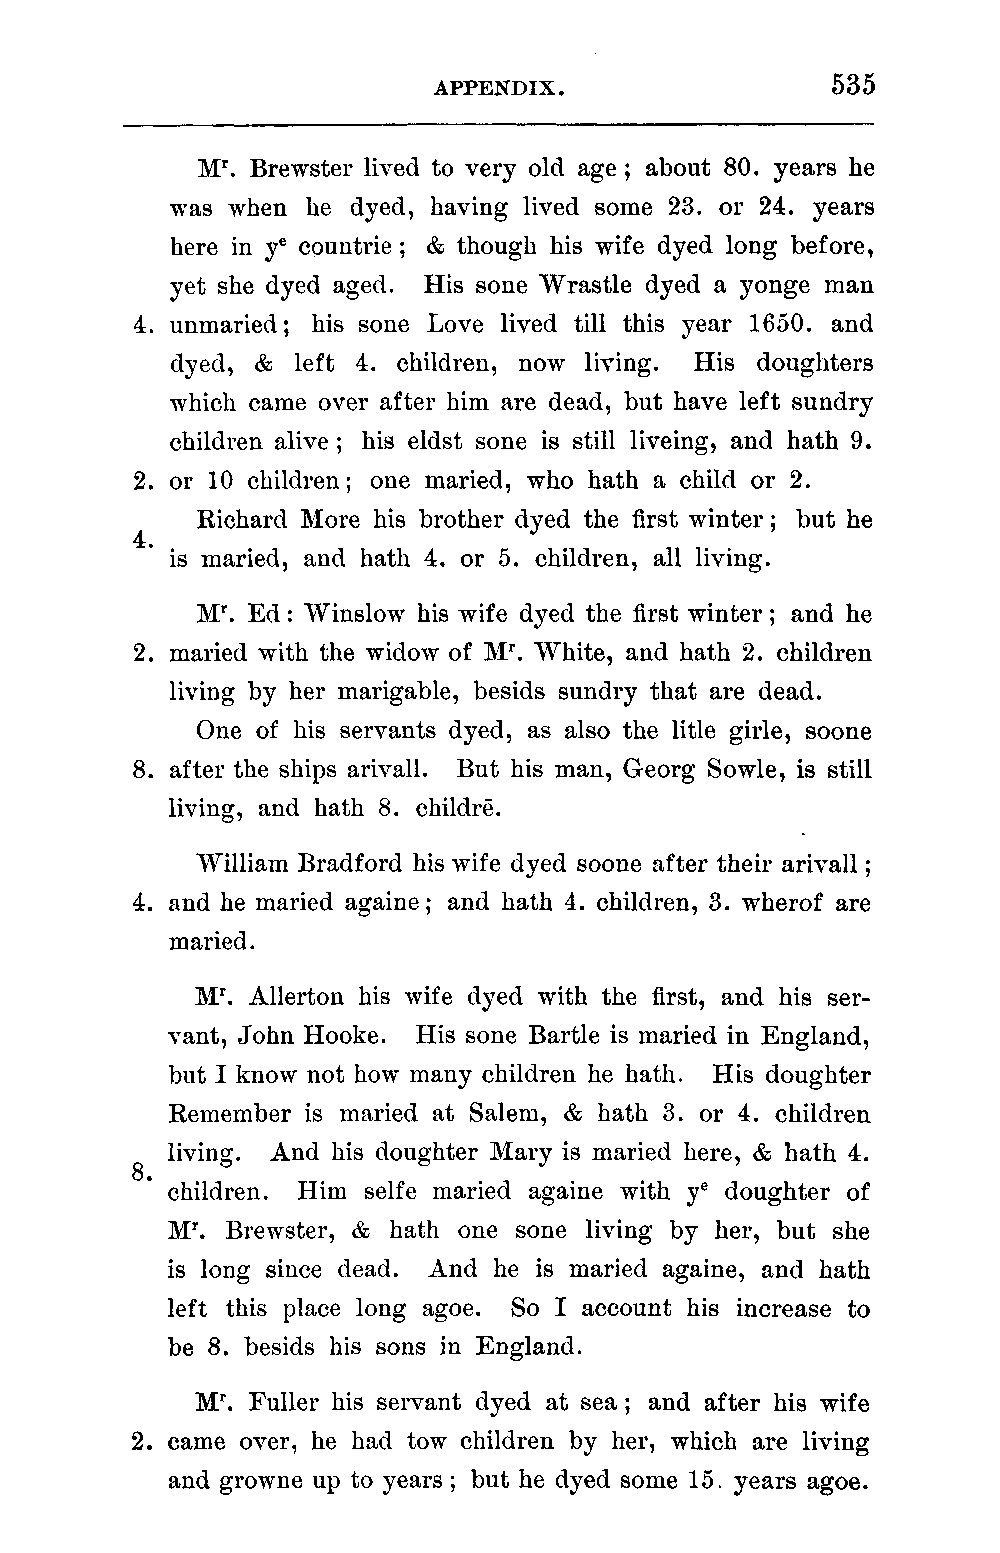 APPENDIX. 535
Mʳ. Brewster lived to very old age; about 80. years he
was when he dyed, having lived some 23. or 24. years
here in yᵉ countrie; & though his wife dyed long before,
yet she dyed aged. His sone Wrastle dyed a yonge man
4. unmaried; his sone Love lived till this year 1650. and
dyed, & left 4. children, now living. His doughters
which came over after him are dead, but have left sundry
children alive; his eldst sone is still liveing, and hath 9.
2. or 10 children; one maried, who hath a child or 2.
Richard More his brother dyed the first winter; but he
4.
is maried, and hath 4. or 5. children, all living.
Mʳ. Ed: Winslow his wife dyed the first winter; and he
2. maried with the widow of Mʳ. White, and hath 2. children
living by her marigable, besids sundry that are dead.
One of his servants dyed, as also the litle girle, soone
8. after the ships arivall. But his man, Georg Sowle, is still
living, and hath 8. childrē.
William Bradford his wife dyed soone after their arivall;
4. and he maried againe; and hath 4. children, 3. wherof are
maried.
Mʳ. Allerton his wife dyed with the first, and his ser-
vant, John Hooke. His sone Bartle is maried in England,
but I know not how many children he hath. His doughter
Remember is maried at Salem, & hath 3. or 4. children
living. And his doughter Mary is maried here, & hath 4.
8.
children. Him selfe maried againe with yᵉ doughter of
Mʳ. Brewster, & hath one sone living by her, but she
is long since dead. And he is maried againe, and hath
left this place long agoe. So I account his increase to
be 8. besids his sons in England.
Mʳ. Fuller his servant dyed at sea; and after his wife
2. came over, he had tow children by her, which are living
and growne up to years; but he dyed some 15. years agoe.